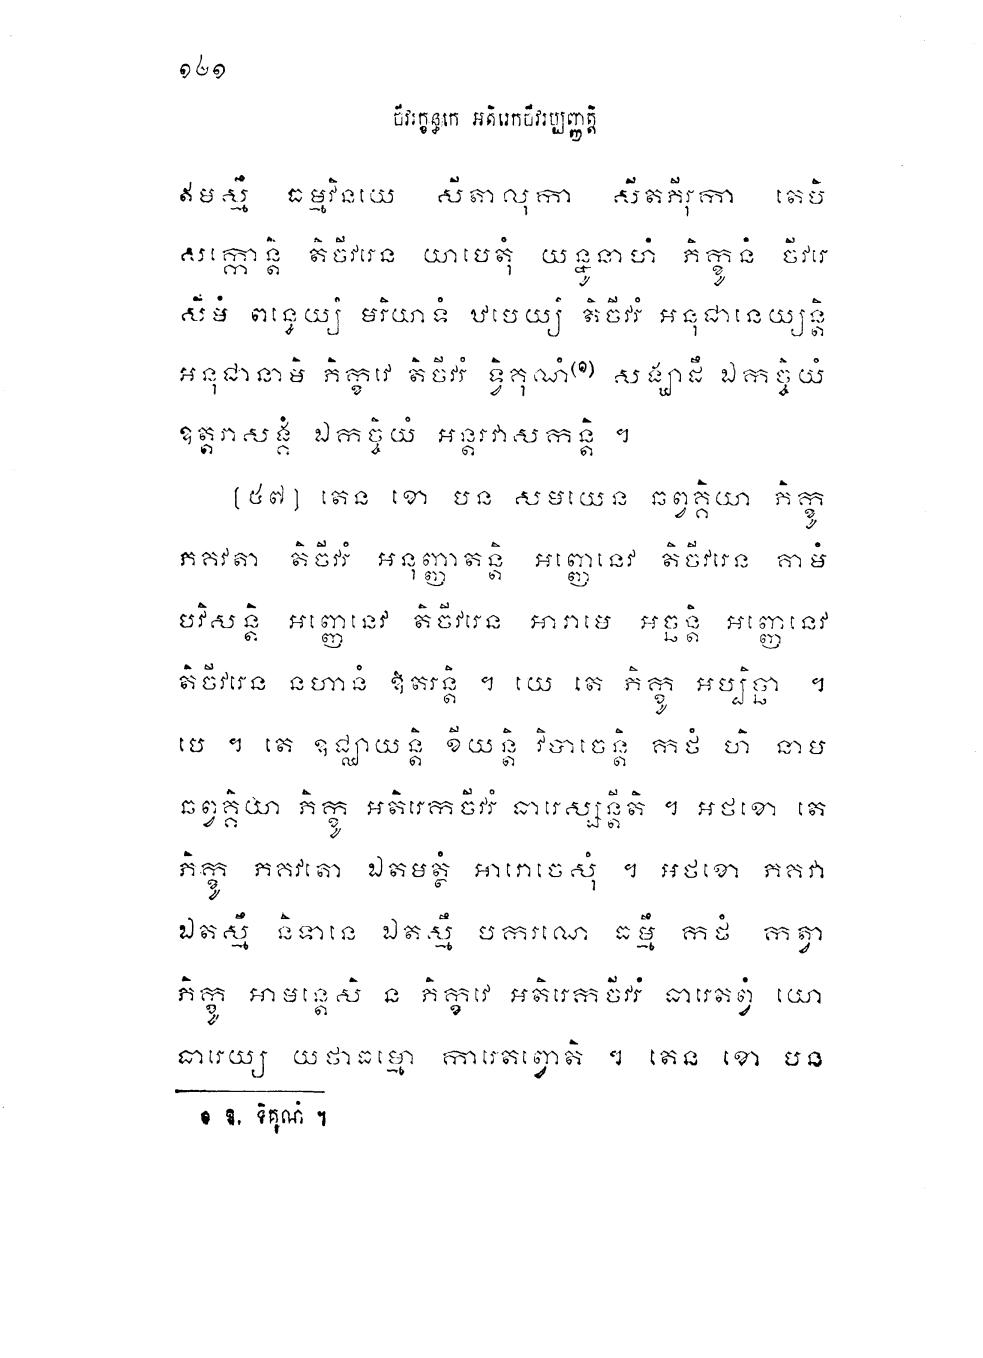 ១៤១
ចីវរក្ខន្ធកេ អតិរេកចីវរប្បញ្ញត្តិ
ឥមស្មឹ ធម្មវិនយេ សីតាលុកា សីតភីរុកា តេបិ
សក្កោន្តិ តិចីវរេន យាបេតុំ យន្នូនាហំ ភិក្ខូនំ ចីវរេ
សីមំ ពន្ធេយ្យំ មរិយាទំ ឋបេយ្យំ តិចីវរំ អនុជានេយ្យន្តិ
អនុជានាមិ ភិក្ខវេ តិចីវរំ ទ្វិគុណំ(១) សង្ឃាដឹ ឯកច្ចិយំ
ឧត្តរាសង្គំ ឯកច្ចិយំ អន្តរវាសកន្តិ ។
(៥៧) តេន ខោ បន សមយេន ឆព្វគ្គិយា ភិក្ខូ
ភគវតា តិចីវរំ អនុញ្ញាតន្តិ អញ្ញេនេវ តិចីវរេន គាមំ
បវិសន្តិ អញ្ញេនេវ តិចីវរេន អារាមេ អច្ឆន្តិ អញ្ញេនេវ
តិចីវរេន នហានំ ឱតរន្តិ ។ យេ តេ ភិក្ខូ អប្បិច្ឆា ។
បេ ។ តេ ឧជ្ឈាយន្តិ ខីយន្តិ វិបាចេន្តិ កថំ ហិ នាម
ឆព្វគ្គិយា ភិក្ខូ អតិរេកចីវរំ ធារេស្សន្តីតិ ។ អថខោ តេ
ភិក្ខូ ភគវតោ ឯតមត្ថំ អារោចេសុំ ។ អថខោ ភគវា
ឯតស្មឹ និទានេ ឯតស្មឹ បករណេ ធម្មឹ កថំ កត្វា
ភិក្ខូ អាមន្តេសិ ន ភិក្ខវេ អតិរេកចីវរំ ធារេតព្វំ យោ
ធារេយ្យ យថាធម្មោ ការេតព្វោតិ ។ តេន ខោ បន
១ ឱ. ទិគុណំ ។